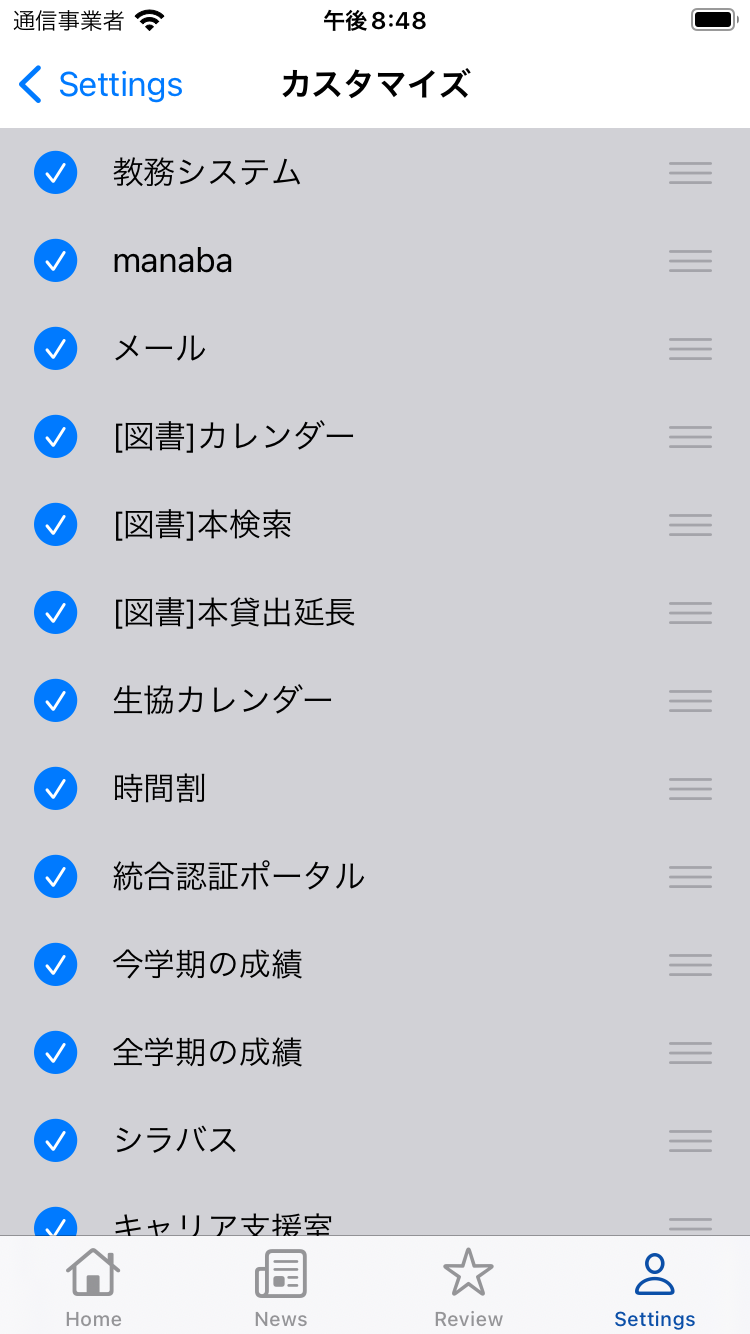 通信事業者 午後8:48
Settings カスタマイズ
教務システム
manaba
メール
[図書]カレンダー
[図書]本検索
[図書]本貸出延長
生協カレンダー
時間割
統合認証ポータル
今学期の成績
全学期の成績
シラバス
キャリア支援室
Home News Review Settings